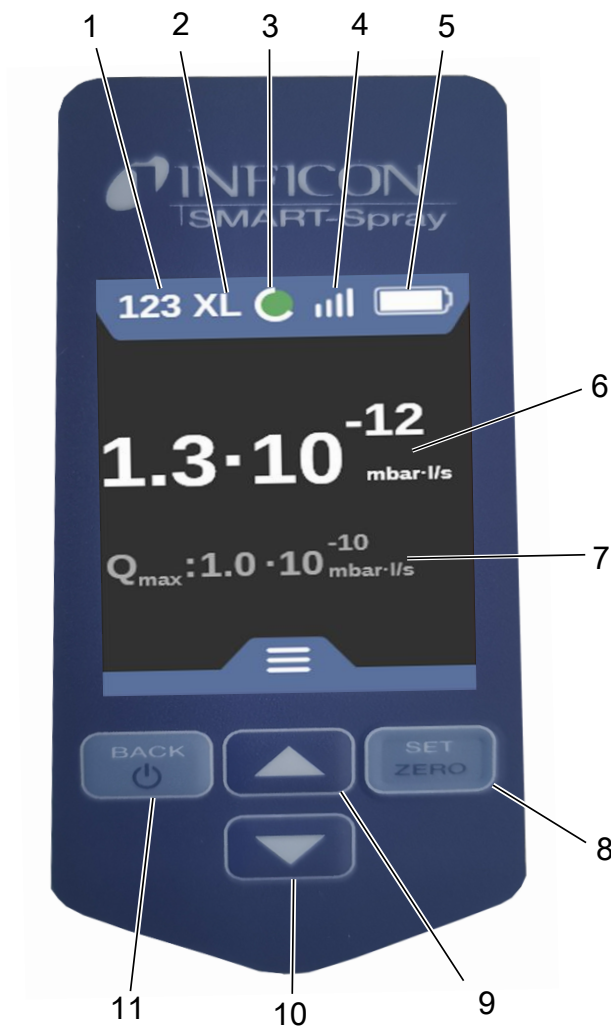 1 2 3 4 5
INFICON
SMART-Spray
123 XL
1.3·10⁻¹²
mbar·l/s
6
Qmax:1.0 ·10⁻¹⁰
mbar·l/s
7
BACK
SET
ZERO
8
11 10 9